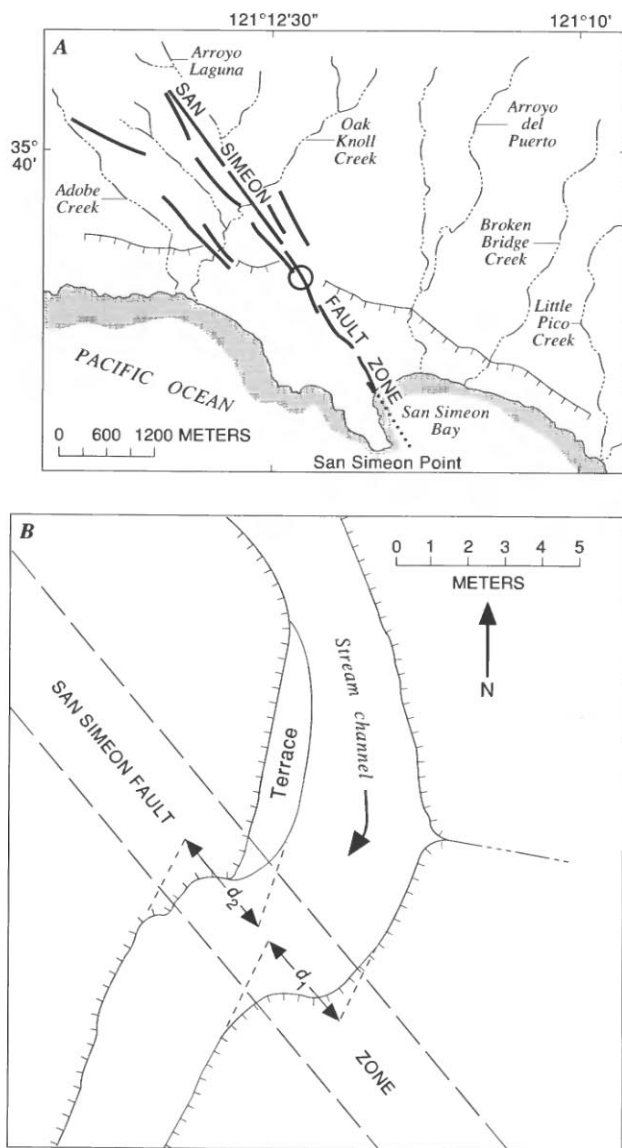 121°12'30"
121°10'
A
Arroyo
Laguna
SAN
SIMEON
FAULT
ZONE
35°
40'
Oak
Knoll
Creek
Arroyo
del
Puerto
Adobe
Creek
Broken
Bridge
Creek
Little
Pico
Creek
PACIFIC OCEAN
San Simeon
Bay
0 600 1200 METERS
San Simeon Point
B
0 1 2 3 4 5
METERS
N
Stream channel
Terrace
SAN SIMEON FAULT
ZONE
d2
d1